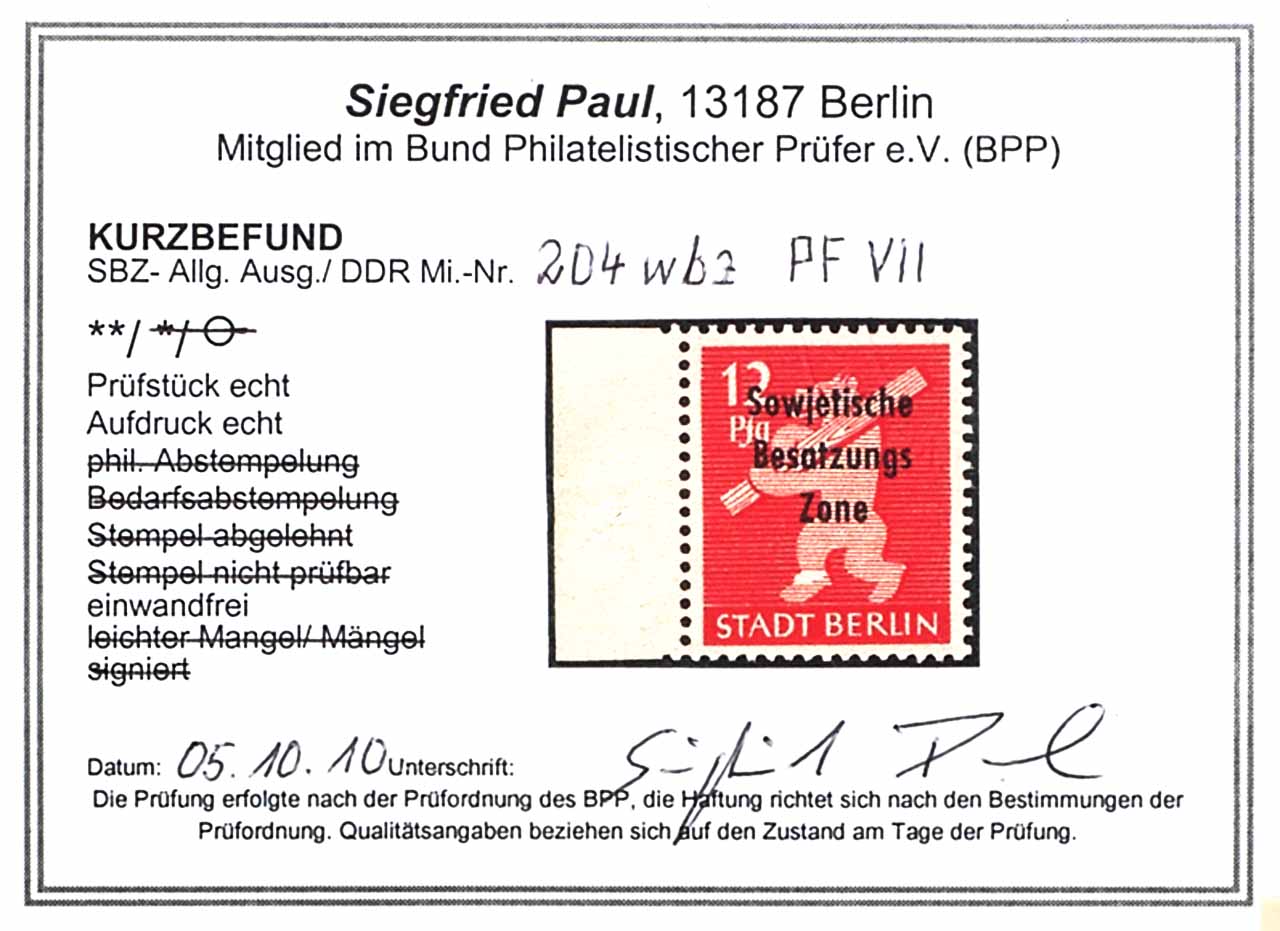 Siegfried Paul, 13187 Berlin
Mitglied im Bund Philatelistischer Prüfer e.V. (BPP)
KURZBEFUND
SBZ- Allg. Ausg./ DDR Mi.-Nr. 204 wbz PF VII
**/ */ O
Prüfstück echt
Aufdruck echt
phil. Abstempelung
Bedarfsabstempelung
Stempel abgelehnt
Stempel nicht prüfbar
einwandfrei
leichter Mangel/ Mängel
signiert
12
Pfg
Sowjetische
Besatzungs
Zone
STADT BERLIN
Datum: 05.10.10 Unterschrift: Siegfried Paul
Die Prüfung erfolgte nach der Prüfordnung des BPP, die Haftung richtet sich nach den Bestimmungen der
Prüfordnung. Qualitätsangaben beziehen sich auf den Zustand am Tage der Prüfung.